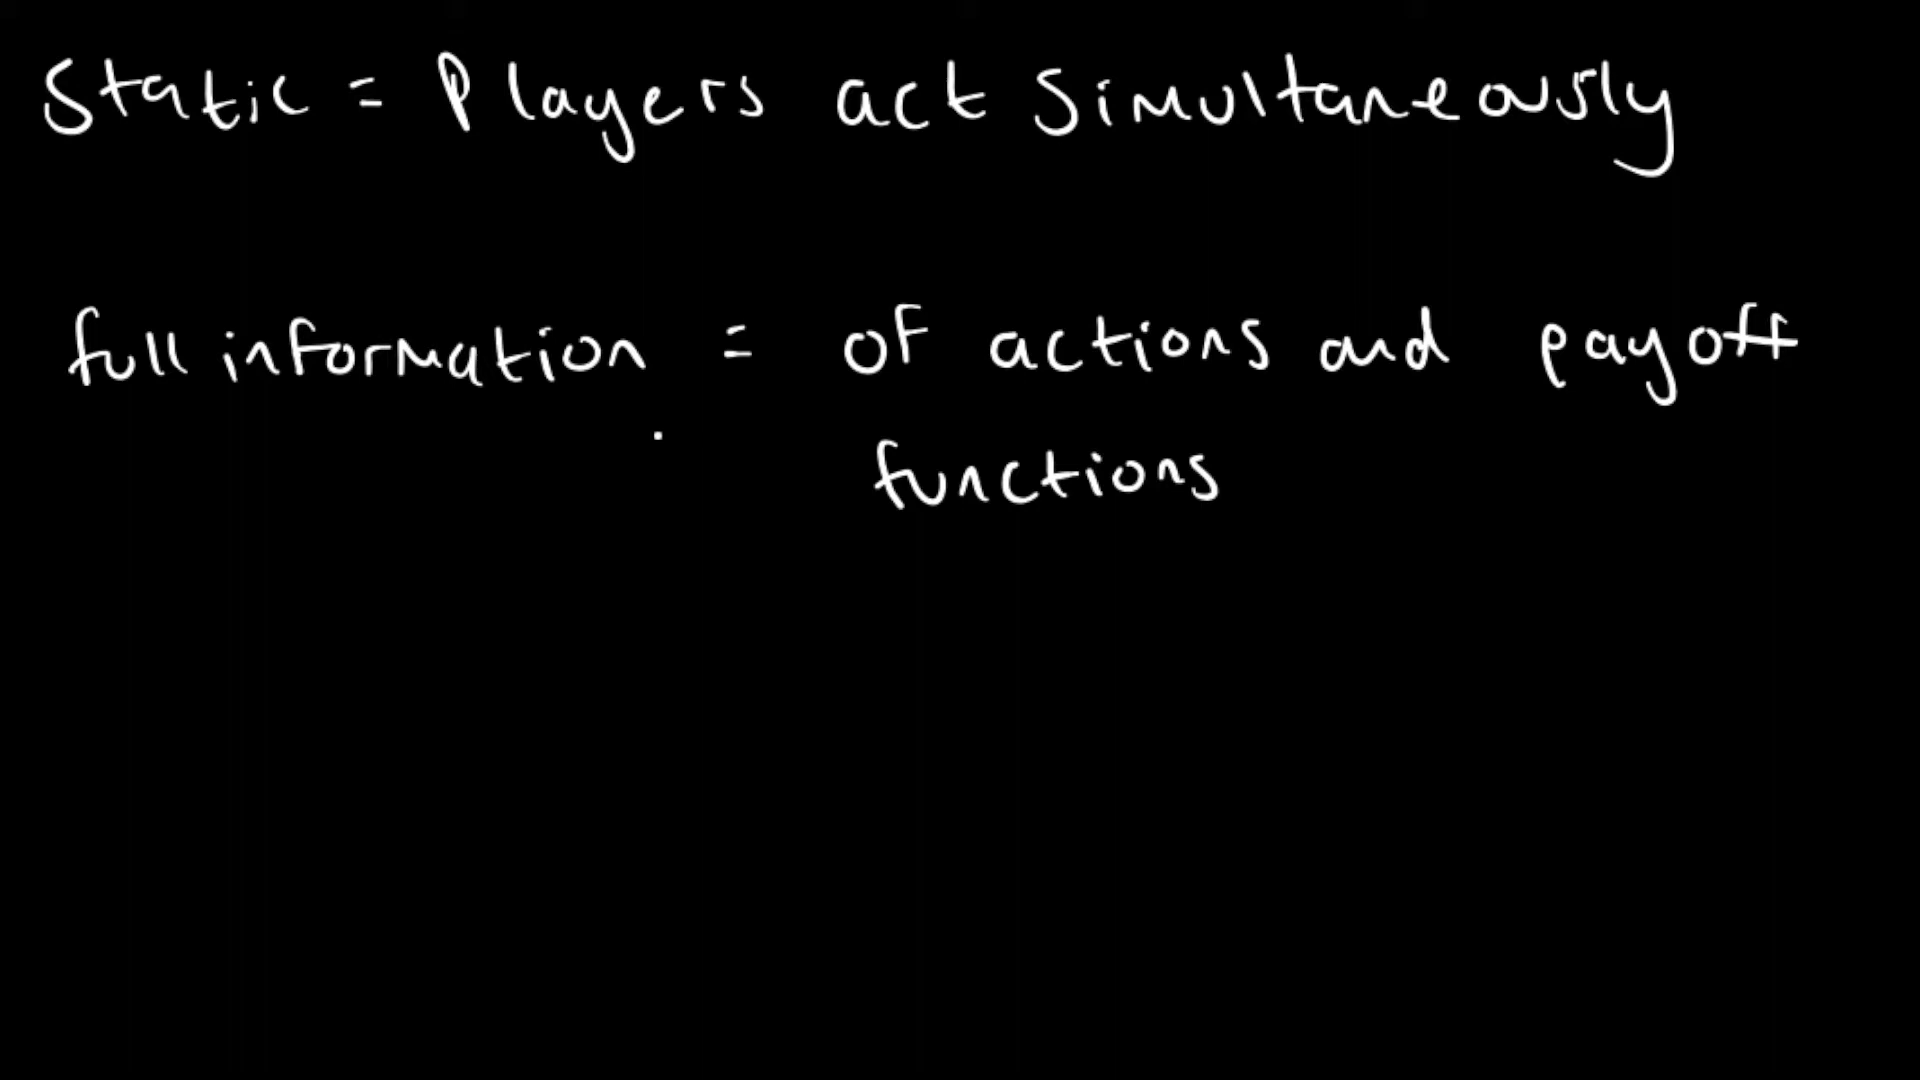 Static = Players act simultaneously
full information = of actions and payoff
functions